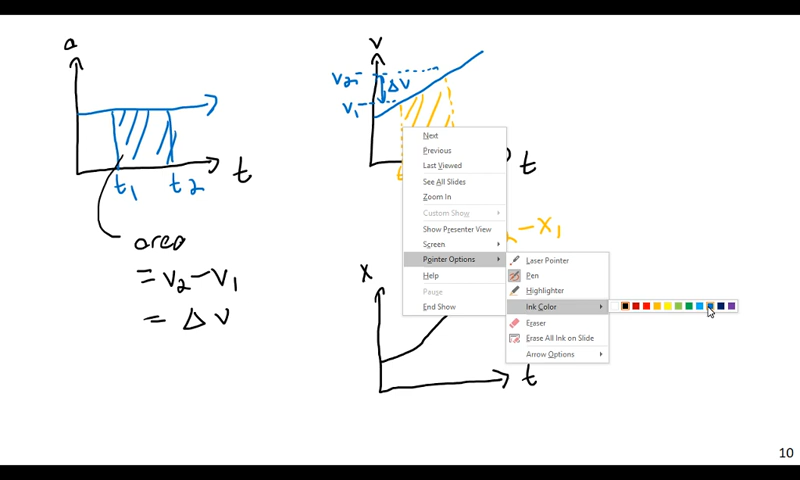 a
t
t1
t2
area
= v2 - v1
= Δv
v
v2
Δv
v1
t
- x1
x
t
Next
Previous
Last Viewed
See All Slides
Zoom In
Custom Show
Show Presenter View
Screen
Pointer Options
Help
Pause
End Show
Laser Pointer
Pen
Highlighter
Ink Color
Eraser
Erase All Ink on Slide
Arrow Options
10